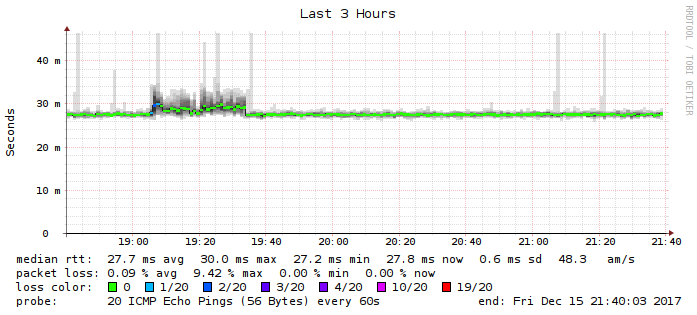 Last 3 Hours
RRDTOOL / TOBI OETIKER
Seconds
40 m
30 m
20 m
10 m
0
19:00 19:20 19:40 20:00 20:20 20:40 21:00 21:20 21:40
median rtt: 27.7 ms avg 30.0 ms max 27.2 ms min 27.8 ms now 0.6 ms sd 48.3 am/s
packet loss: 0.09 % avg 9.42 % max 0.00 % min 0.00 % now
loss color: 0 1/20 2/20 3/20 4/20 10/20 19/20
probe: 20 ICMP Echo Pings (56 Bytes) every 60s end: Fri Dec 15 21:40:03 2017